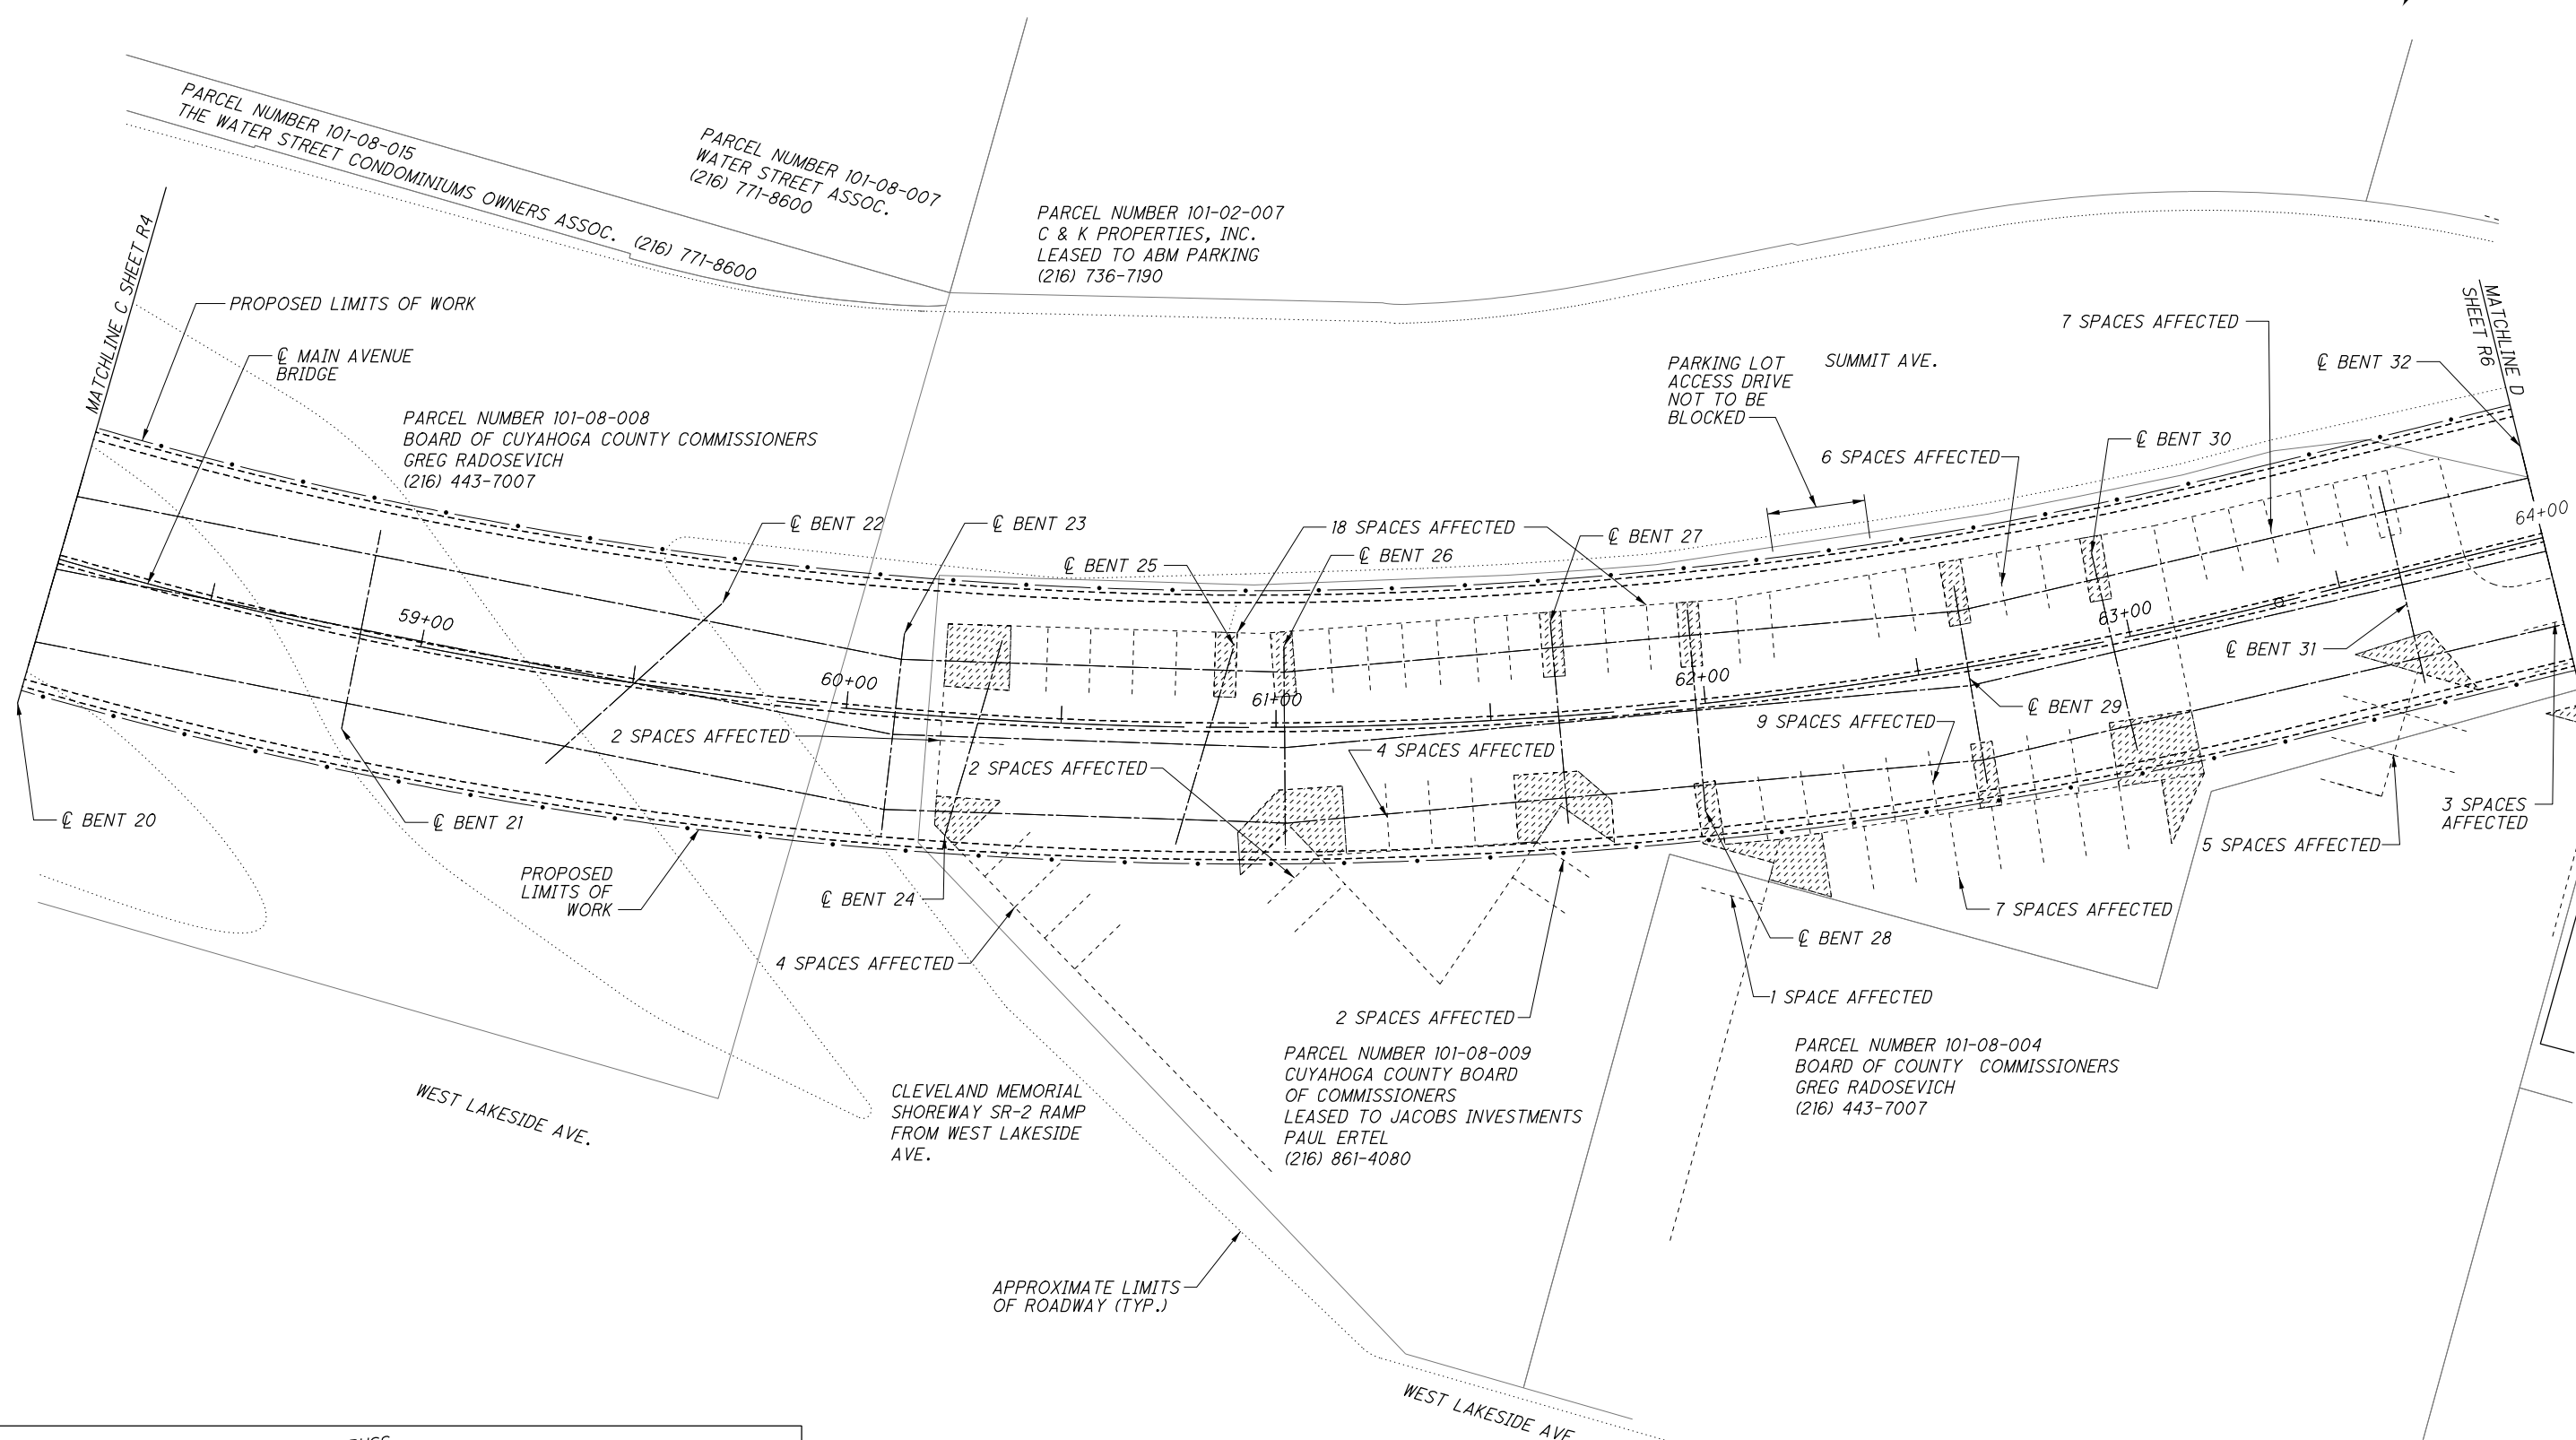 PARCEL NUMBER 101-08-015
THE WATER STREET CONDOMINIUMS OWNERS ASSOC. (216) 771-8600
PARCEL NUMBER 101-08-007
WATER STREET ASSOC.
(216) 771-8600
PARCEL NUMBER 101-02-007
C & K PROPERTIES, INC.
LEASED TO ABM PARKING
(216) 736-7190
MATCHLINE C SHEET R4
PROPOSED LIMITS OF WORK
℄ MAIN AVENUE
BRIDGE
PARCEL NUMBER 101-08-008
BOARD OF CUYAHOGA COUNTY COMMISSIONERS
GREG RADOSEVICH
(216) 443-7007
MATCHLINE D
SHEET R6
7 SPACES AFFECTED
℄ BENT 32
PARKING LOT
ACCESS DRIVE
NOT TO BE
BLOCKED
SUMMIT AVE.
6 SPACES AFFECTED
℄ BENT 30
℄ BENT 22
℄ BENT 23
18 SPACES AFFECTED
℄ BENT 25
℄ BENT 26
℄ BENT 27
64+00
59+00
60+00
61+00
62+00
63+00
℄ BENT 31
℄ BENT 29
2 SPACES AFFECTED
2 SPACES AFFECTED
4 SPACES AFFECTED
9 SPACES AFFECTED
℄ BENT 20
℄ BENT 21
3 SPACES
AFFECTED
5 SPACES AFFECTED
PROPOSED
LIMITS OF
WORK
℄ BENT 24
7 SPACES AFFECTED
℄ BENT 28
4 SPACES AFFECTED
1 SPACE AFFECTED
2 SPACES AFFECTED
PARCEL NUMBER 101-08-009
CUYAHOGA COUNTY BOARD
OF COMMISSIONERS
LEASED TO JACOBS INVESTMENTS
PAUL ERTEL
(216) 861-4080
PARCEL NUMBER 101-08-004
BOARD OF COUNTY COMMISSIONERS
GREG RADOSEVICH
(216) 443-7007
WEST LAKESIDE AVE.
CLEVELAND MEMORIAL
SHOREWAY SR-2 RAMP
FROM WEST LAKESIDE
AVE.
APPROXIMATE LIMITS
OF ROADWAY (TYP.)
WEST LAKESIDE AVE